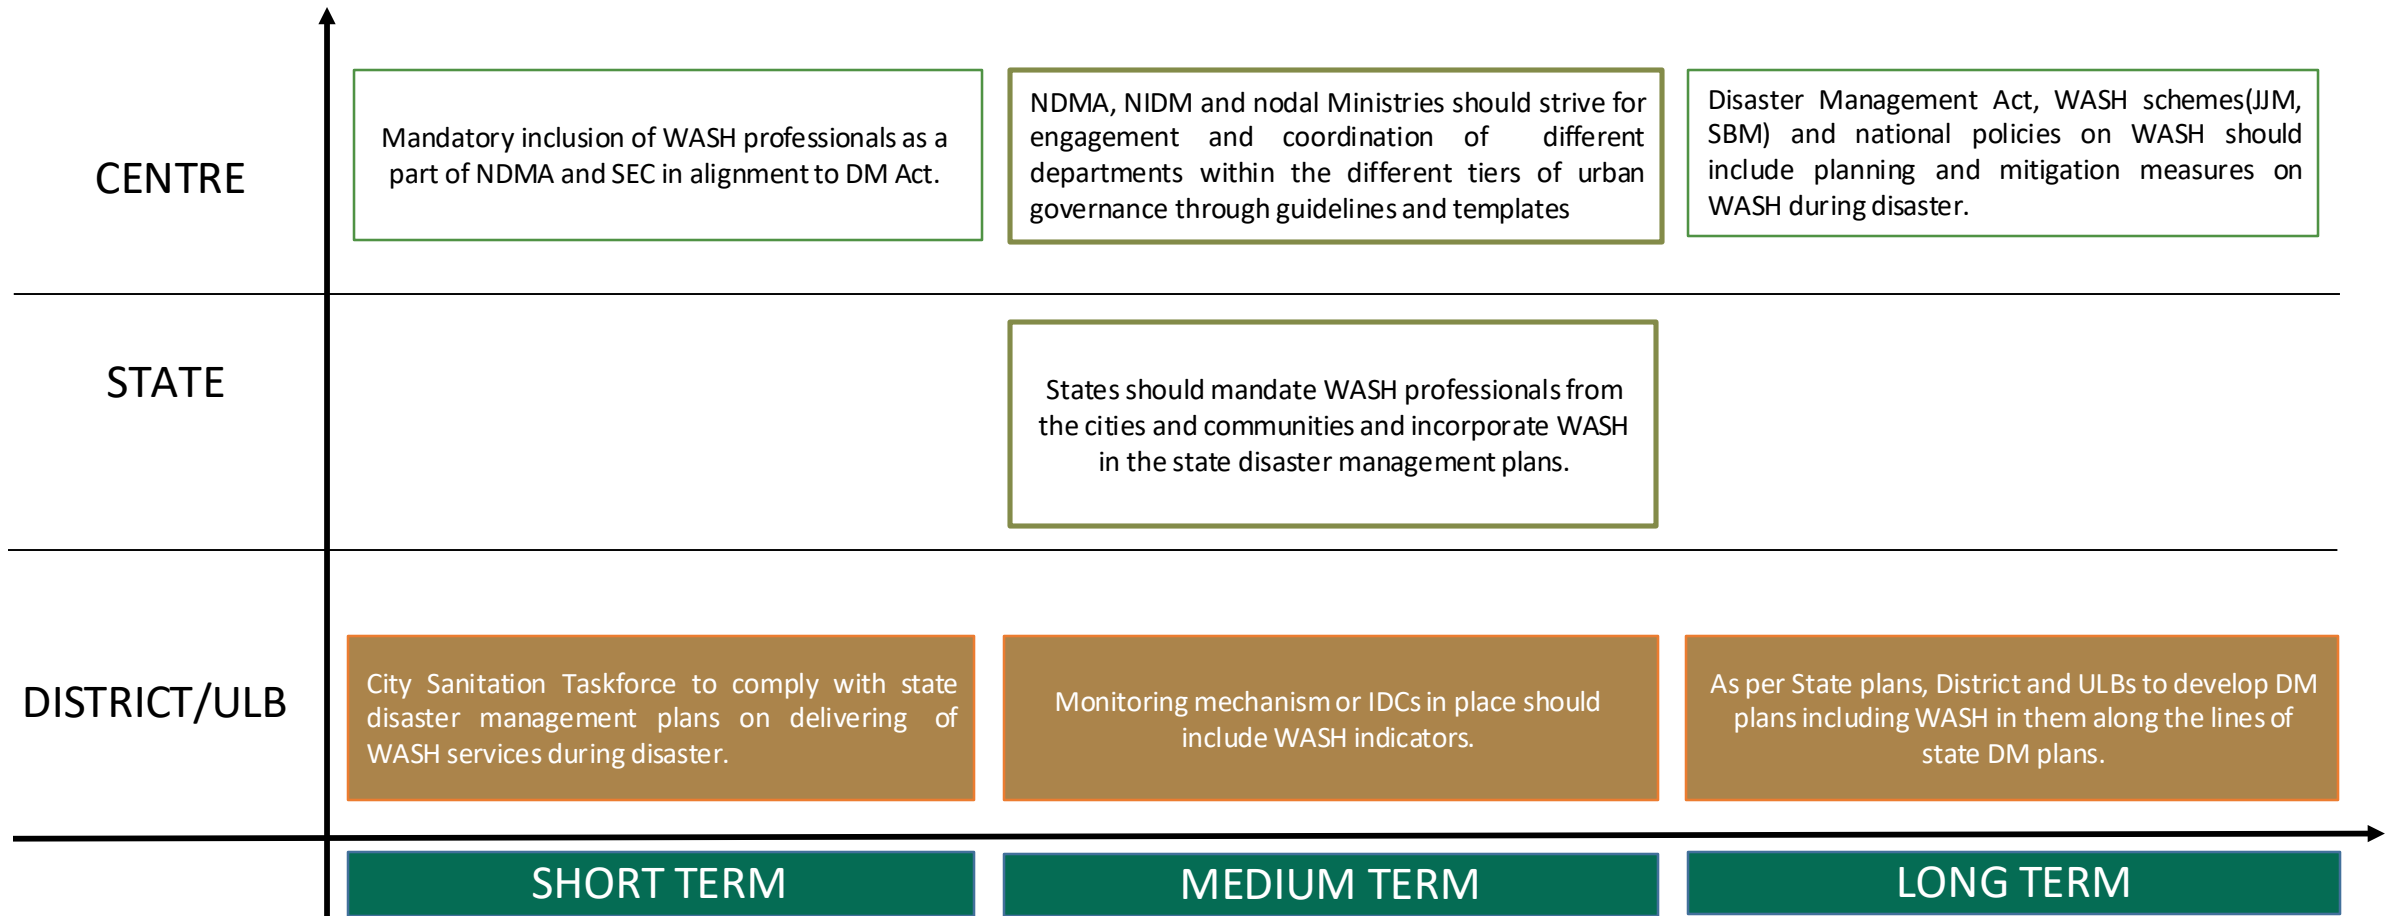 CENTRE
Mandatory inclusion of WASH professionals as a
part of NDMA and SEC in alignment to DM Act.
NDMA, NIDM and nodal Ministries should strive for
engagement and coordination of different
departments within the different tiers of urban
governance through guidelines and templates
Disaster Management Act, WASH schemes(JJM,
SBM) and national policies on WASH should
include planning and mitigation measures on
WASH during disaster.
STATE
States should mandate WASH professionals from
the cities and communities and incorporate WASH
in the state disaster management plans.
DISTRICT/ULB
City Sanitation Taskforce to comply with state
disaster management plans on delivering of
WASH services during disaster.
Monitoring mechanism or IDCs in place should
include WASH indicators.
As per State plans, District and ULBs to develop DM
plans including WASH in them along the lines of
state DM plans.
SHORT TERM
MEDIUM TERM
LONG TERM